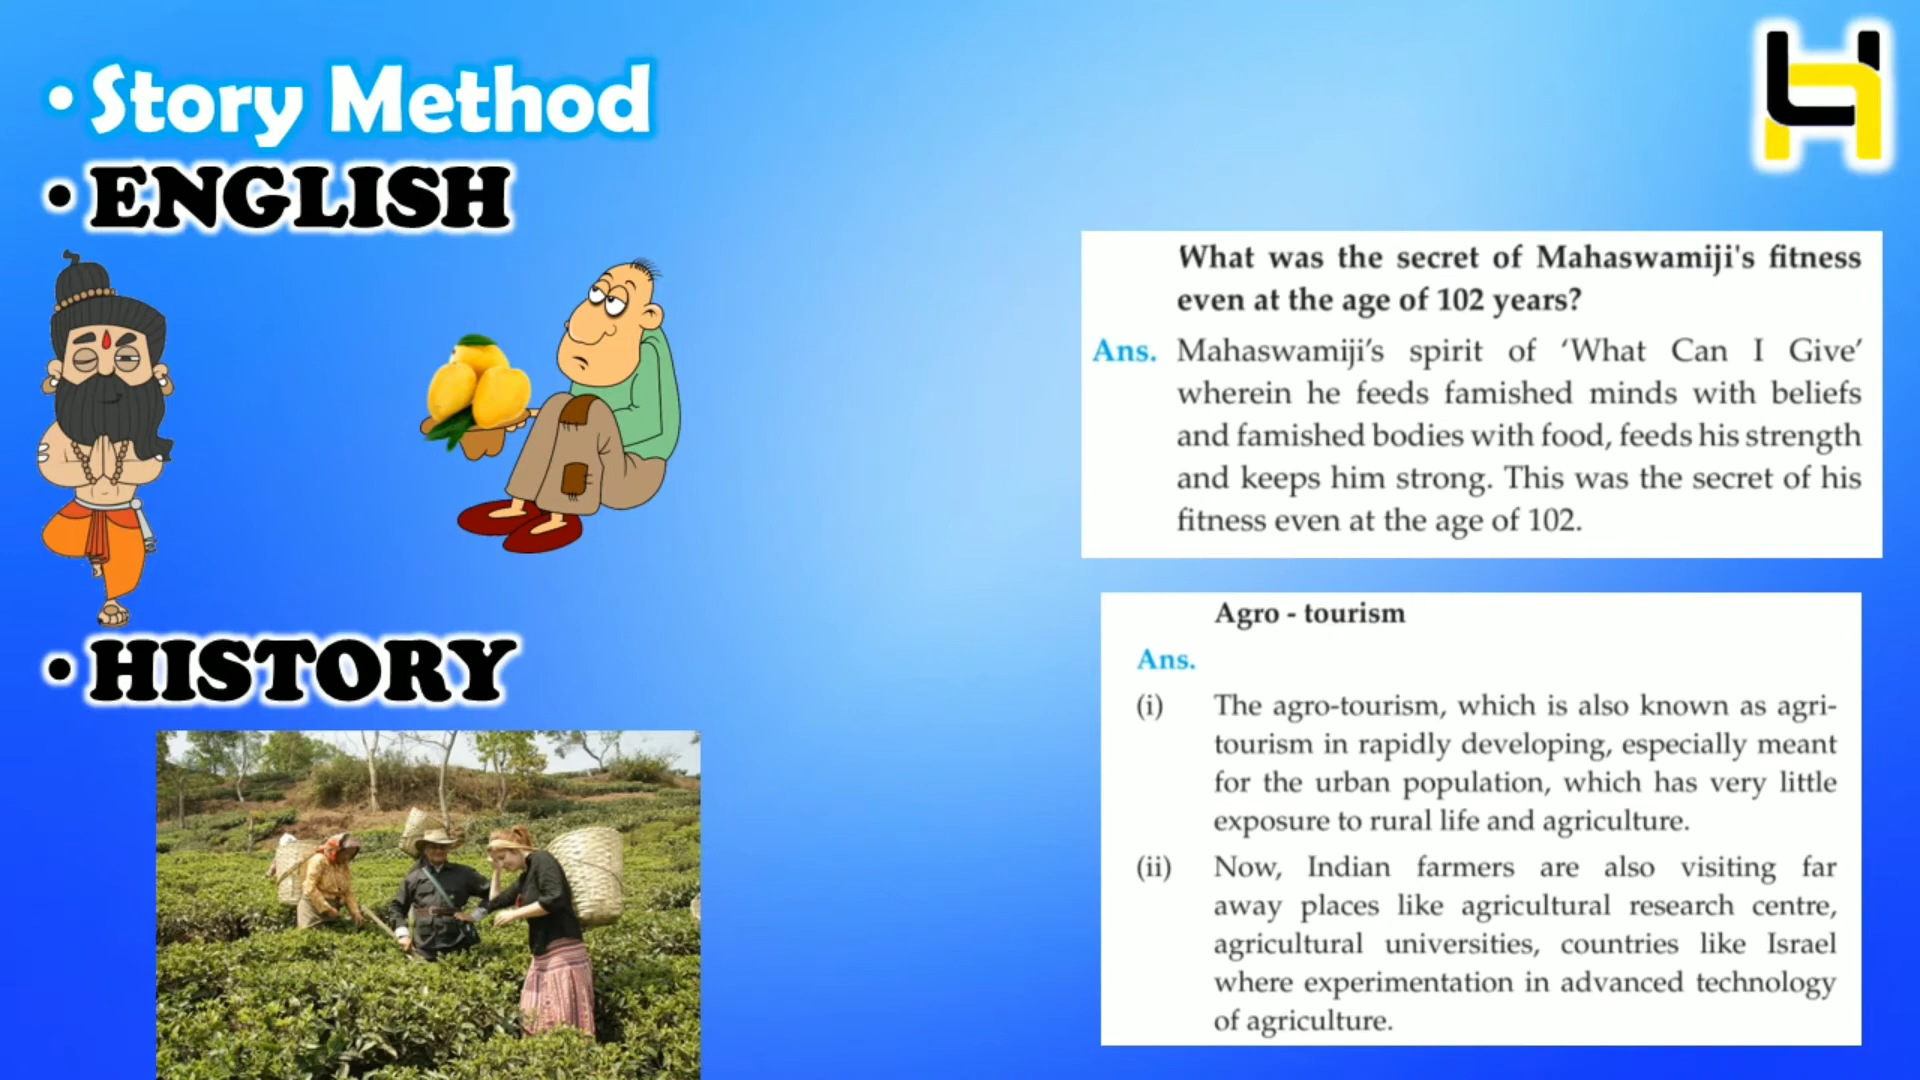 • Story Method
• ENGLISH
What was the secret of Mahaswamiji's fitness
even at the age of 102 years?
Ans. Mahaswamiji's spirit of 'What Can I Give'
wherein he feeds famished minds with beliefs
and famished bodies with food, feeds his strength
and keeps him strong. This was the secret of his
fitness even at the age of 102.
• HISTORY
Agro - tourism
Ans.
(i) The agro-tourism, which is also known as agri-
tourism in rapidly developing, especially meant
for the urban population, which has very little
exposure to rural life and agriculture.
(ii) Now, Indian farmers are also visiting far
away places like agricultural research centre,
agricultural universities, countries like Israel
where experimentation in advanced technology
of agriculture.